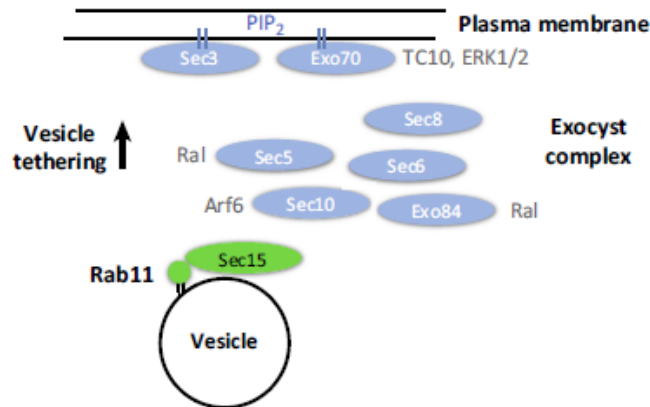 PIP2
Plasma membrane
Sec3
Exo70
TC10, ERK1/2
Sec8
Vesicle
tethering
Exocyst
complex
Ral
Sec5
Sec6
Arf6
Sec10
Exo84
Ral
Rab11
Sec15
Vesicle